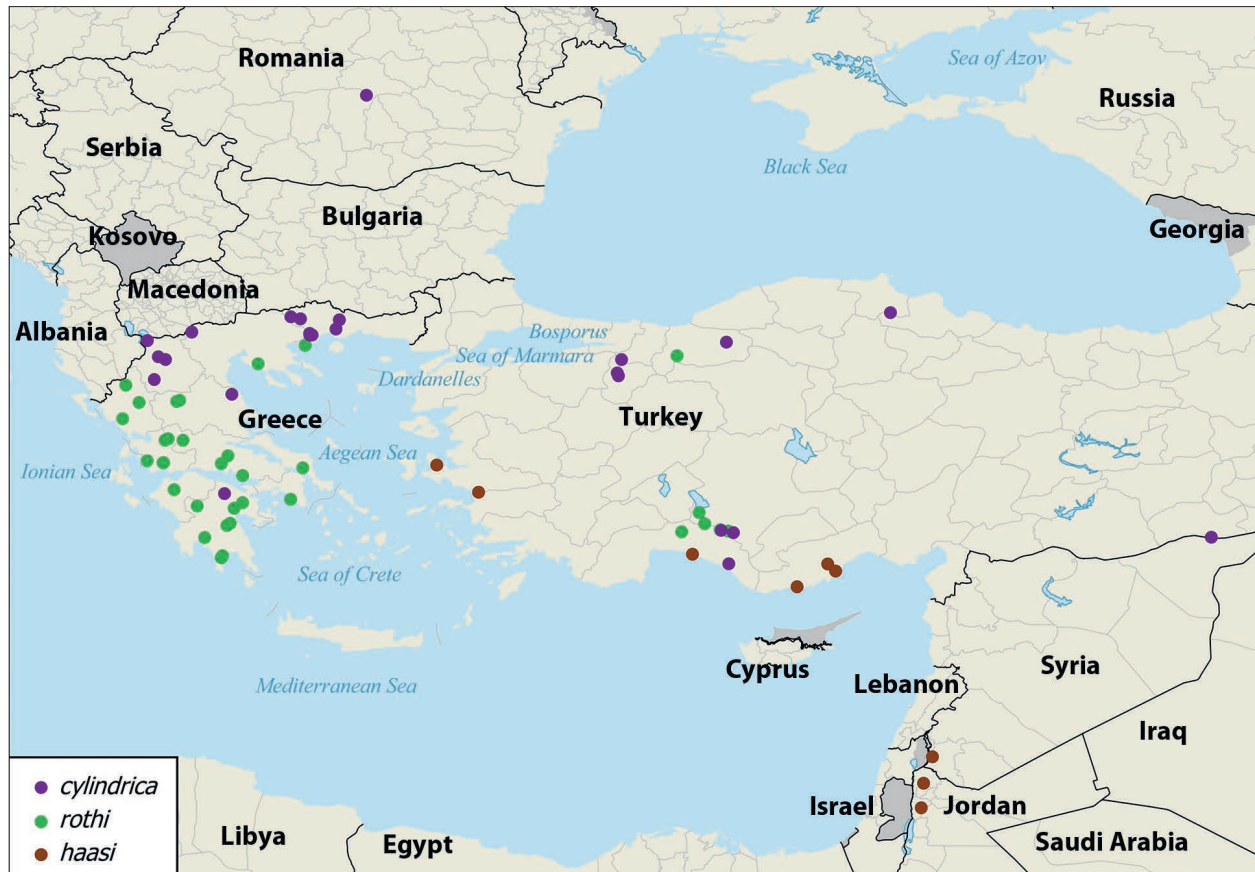 Romania
Sea of Azov
Russia
Serbia
Black Sea
Bulgaria
Kosovo
Georgia
Macedonia
Albania
Bosporus
Sea of Marmara
Dardanelles
Greece
Turkey
Aegean Sea
Ionian Sea
Sea of Crete
Cyprus
Syria
Mediterranean Sea
Lebanon
Iraq
Israel
Jordan
Libya
Egypt
Saudi Arabia
cylindrica
rothi
haasi